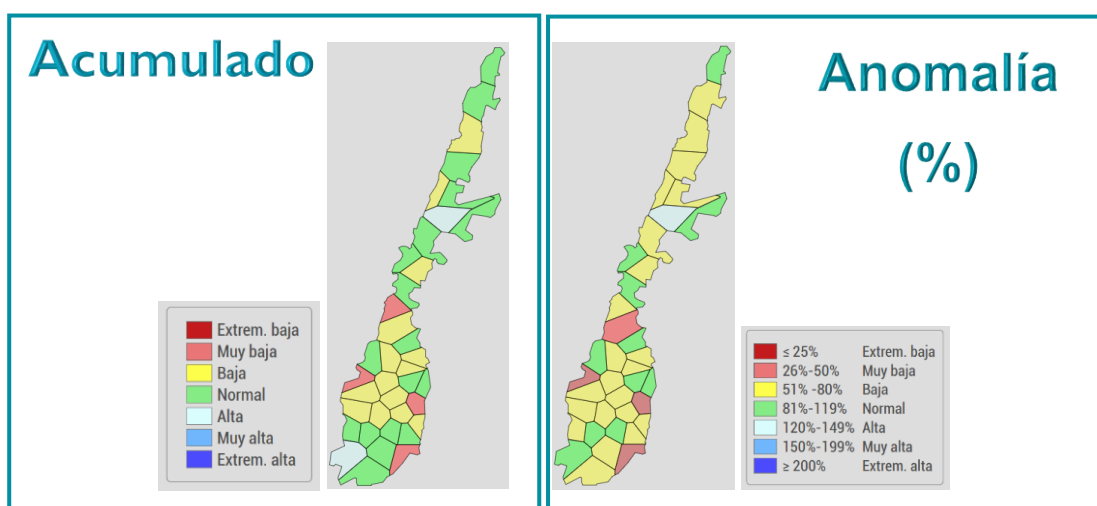 Acumulado
Extrem. baja
Muy baja
Baja
Normal
Alta
Muy alta
Extrem. alta
Anomalía
(%)
≤ 25% Extrem. baja
26%-50% Muy baja
51% -80% Baja
81%-119% Normal
120%-149% Alta
150%-199% Muy alta
≥ 200% Extrem. alta